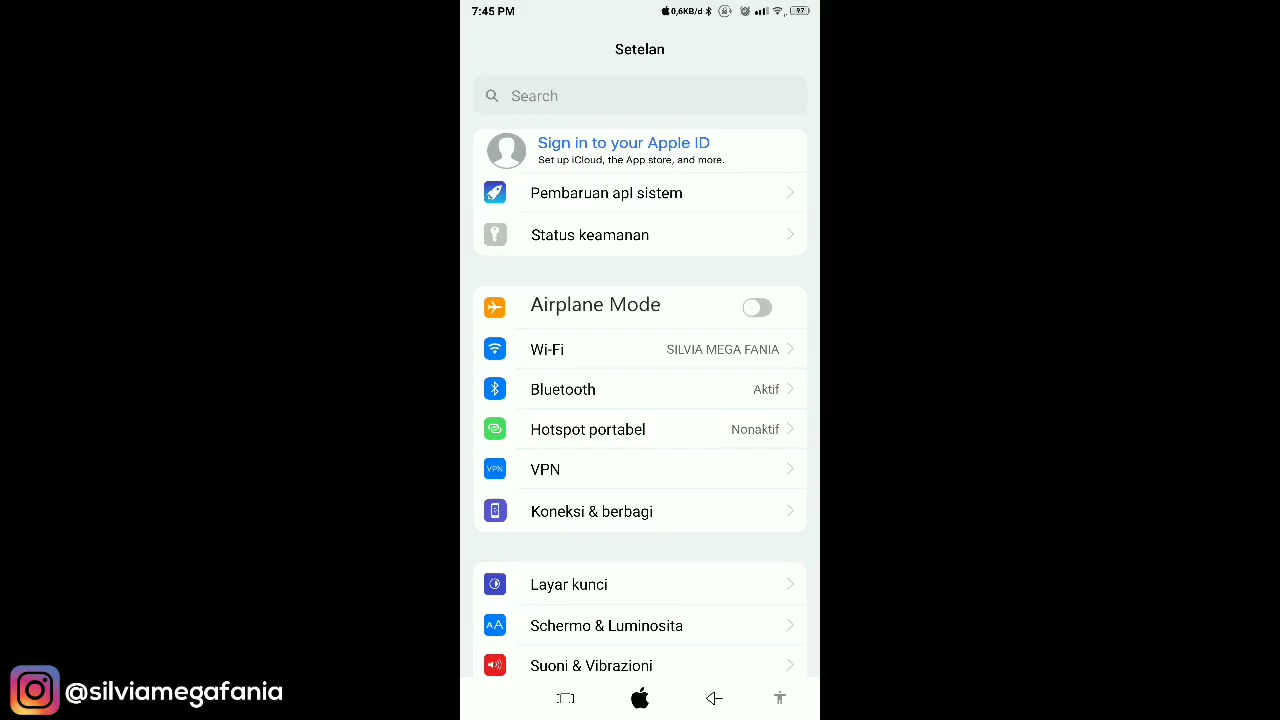 7:45 PM 0,6KB/d 97
Setelan
Search
Sign in to your Apple ID
Set up iCloud, the App store, and more.
Pembaruan apl sistem
Status keamanan
Airplane Mode
Wi-Fi SILVIA MEGA FANIA
Bluetooth Aktif
Hotspot portabel Nonaktif
VPN VPN
Koneksi & berbagi
Layar kunci
AA Schermo & Luminosita
Suoni & Vibrazioni
@silviamegafania